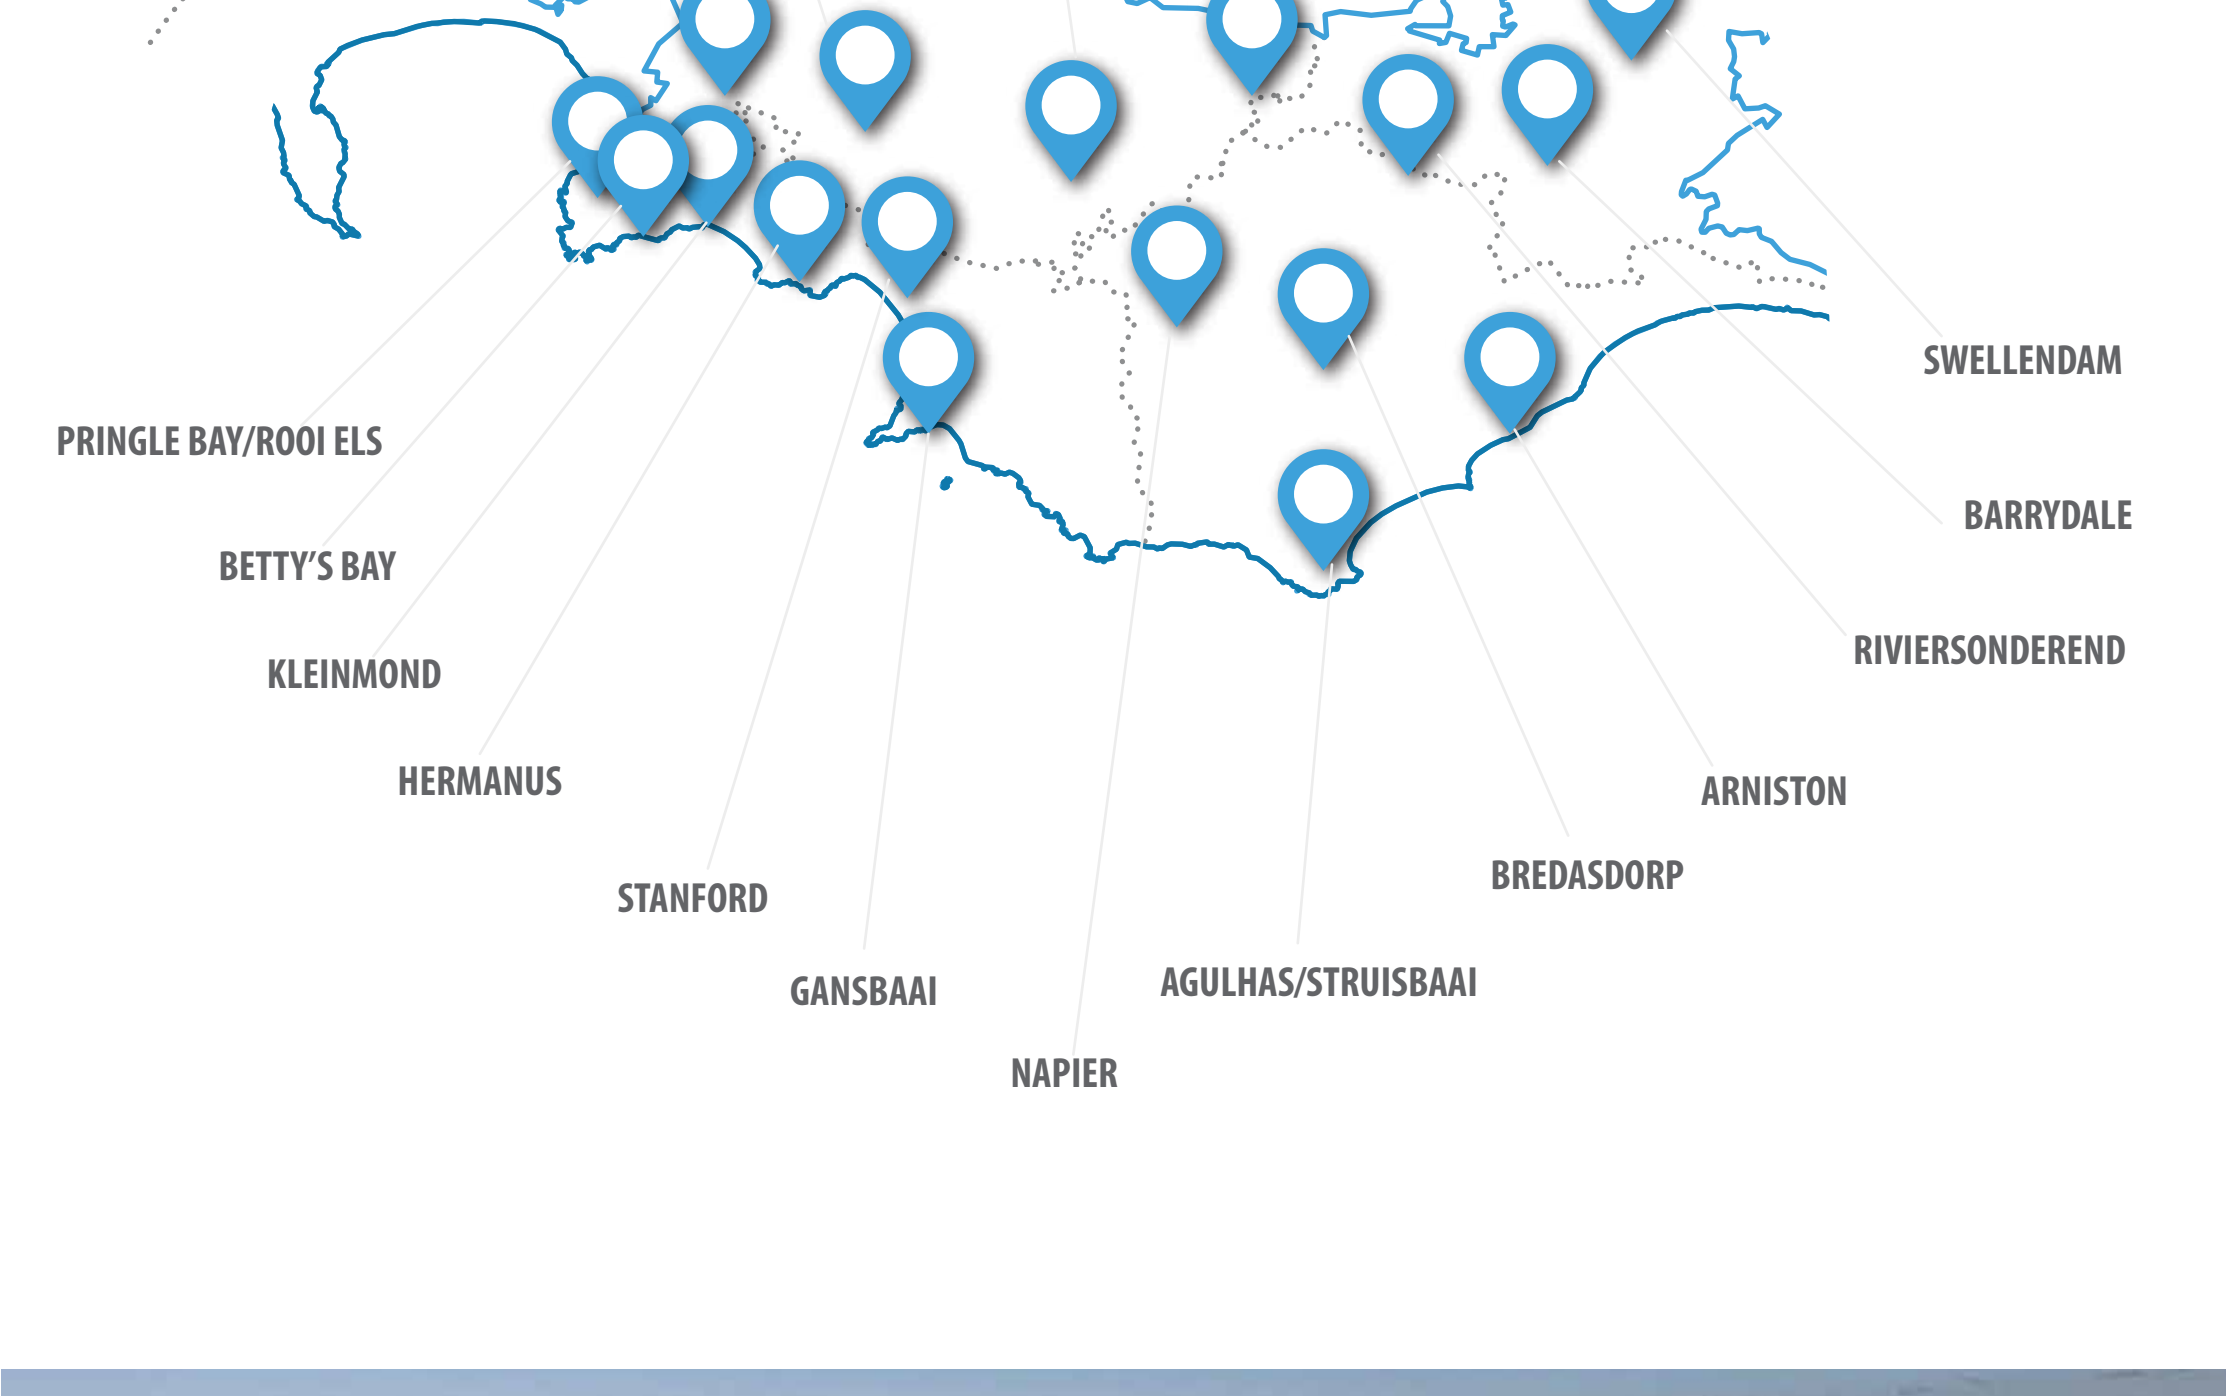 SWELLENDAM
PRINGLE BAY/ROOI ELS
BARRYDALE
BETTY’S BAY
RIVIERSONDEREND
KLEINMOND
HERMANUS
ARNISTON
BREDASDORP
STANFORD
AGULHAS/STRUISBAAI
GANSBAAI
NAPIER